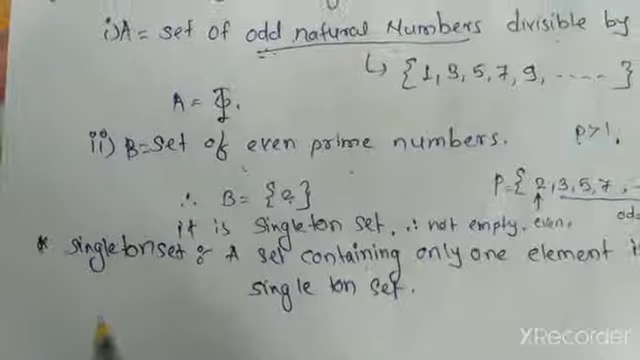 i) A = set of odd natural Numbers divisible by
↳ {1, 3, 5, 7, 9, .....}
A = Φ.
ii) B = set of even prime numbers. p>1,
∴ B = {2} P = {2, 3, 5, 7, ..
it is singleton set, ∴ not empty. even. odd
* singleton set : A set containing only one element is
single ton set.
XRecorder